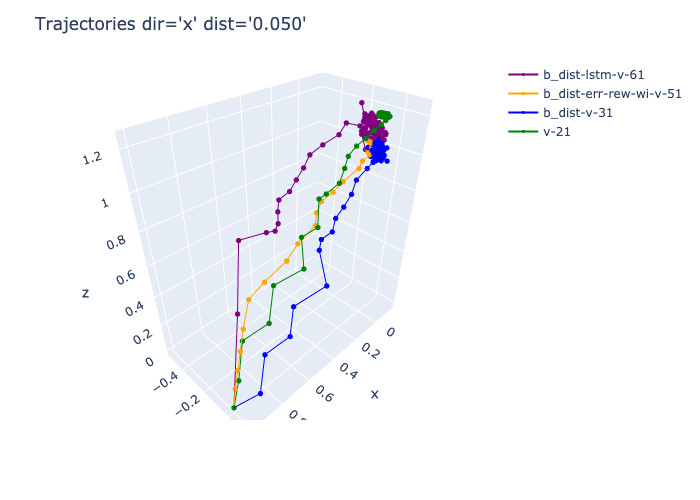 Trajectories dir='x' dist='0.050'
b_dist-lstm-v-61
b_dist-err-rew-wi-v-51
b_dist-v-31
v-21
1.2
1
0.8
0.6
0.4
0.2
0
z
−0.4
−0.2
0
0.2
0.4
0.6
x